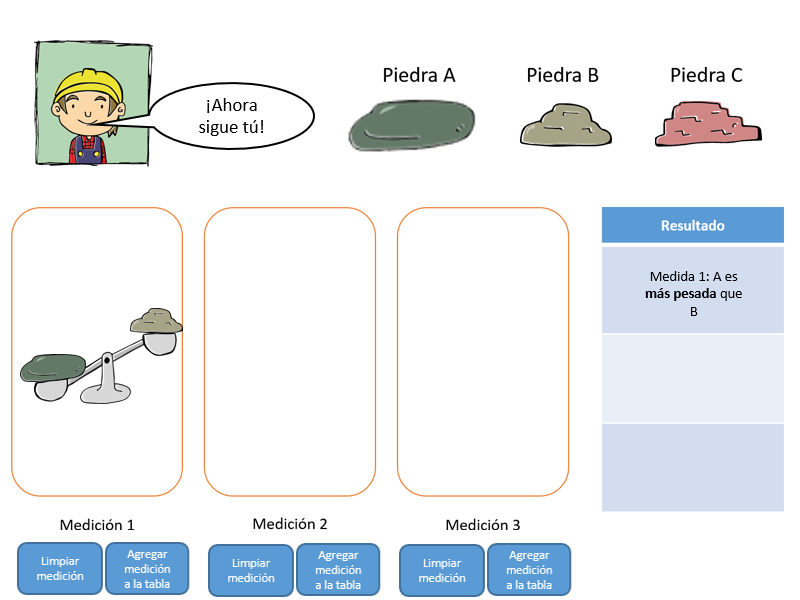 ¡Ahora
sigue tú!
Piedra A
Piedra B
Piedra C
Resultado
Medida 1: A es
más pesada que
B
Medición 1
Medición 2
Medición 3
Limpiar
medición
Agregar
medición
a la tabla
Limpiar
medición
Agregar
medición
a la tabla
Limpiar
medición
Agregar
medición
a la tabla